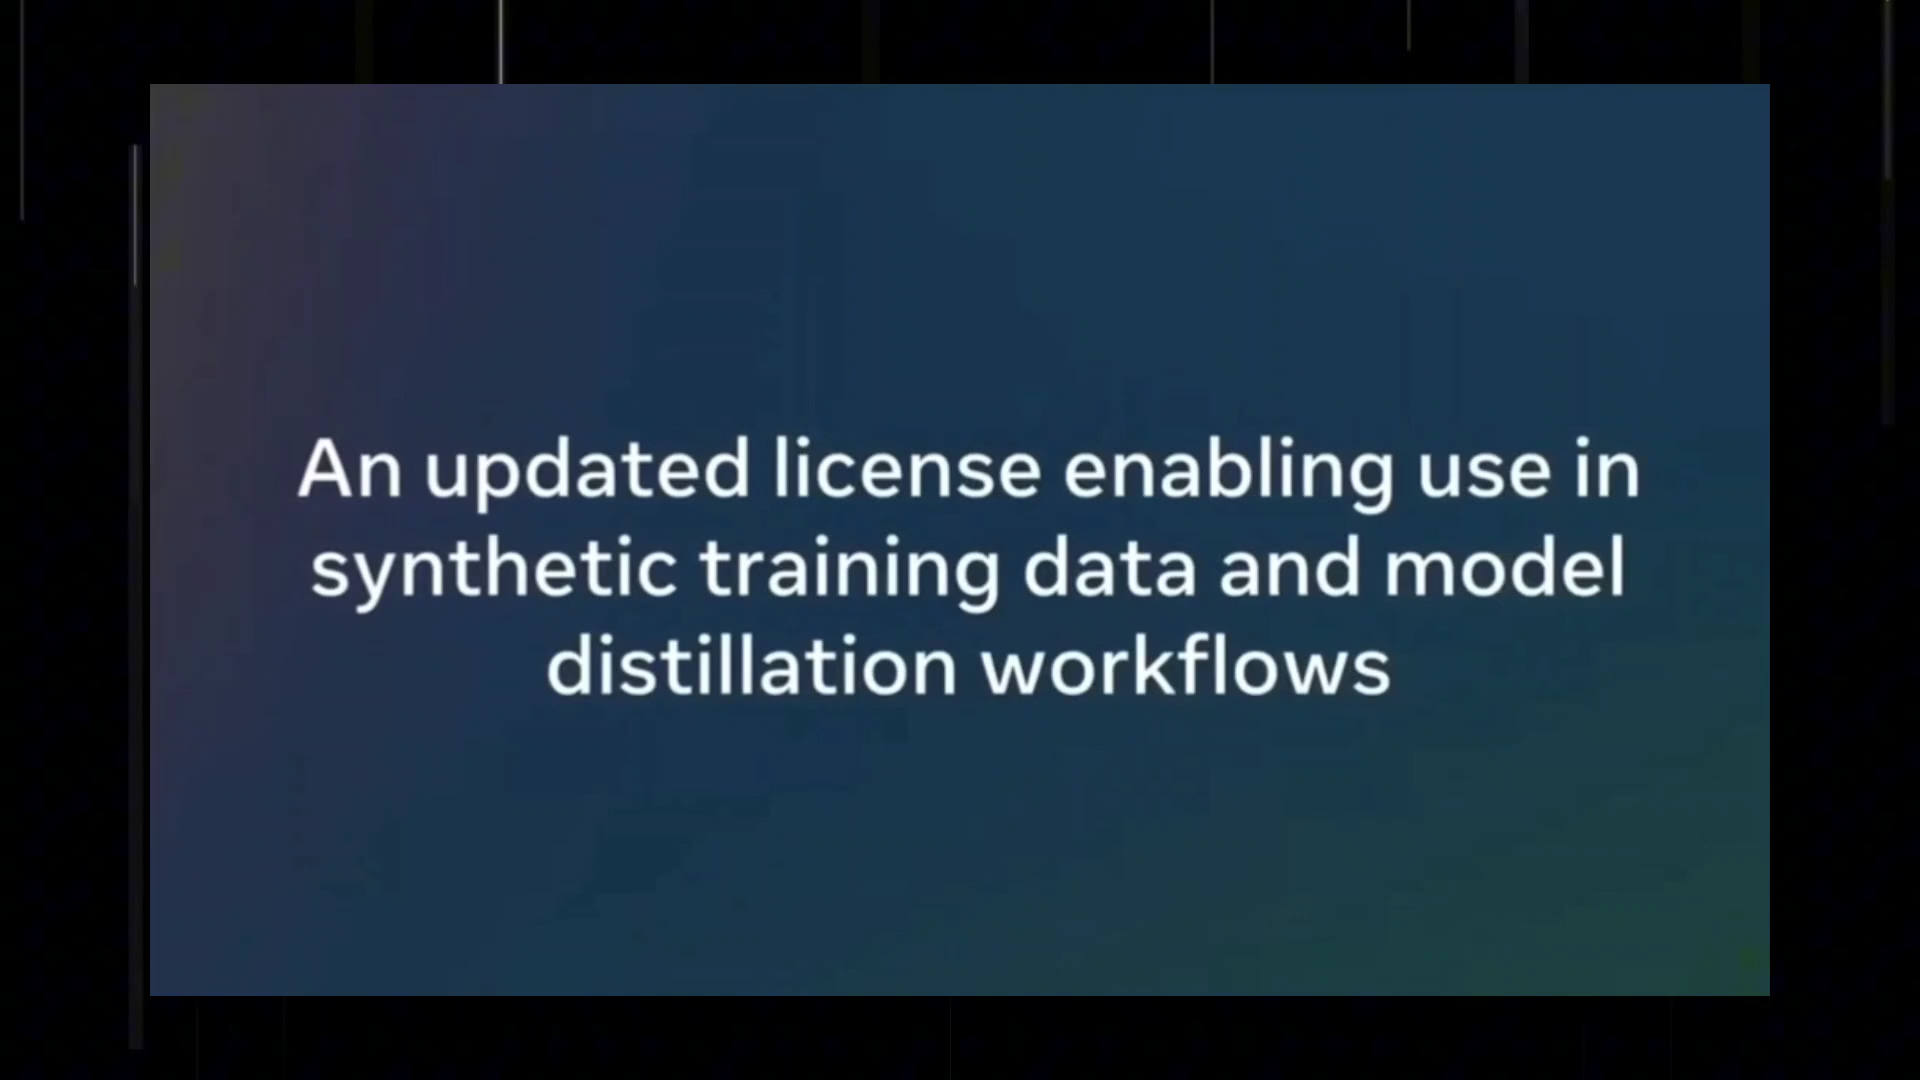 An updated license enabling use in
synthetic training data and model
distillation workflows